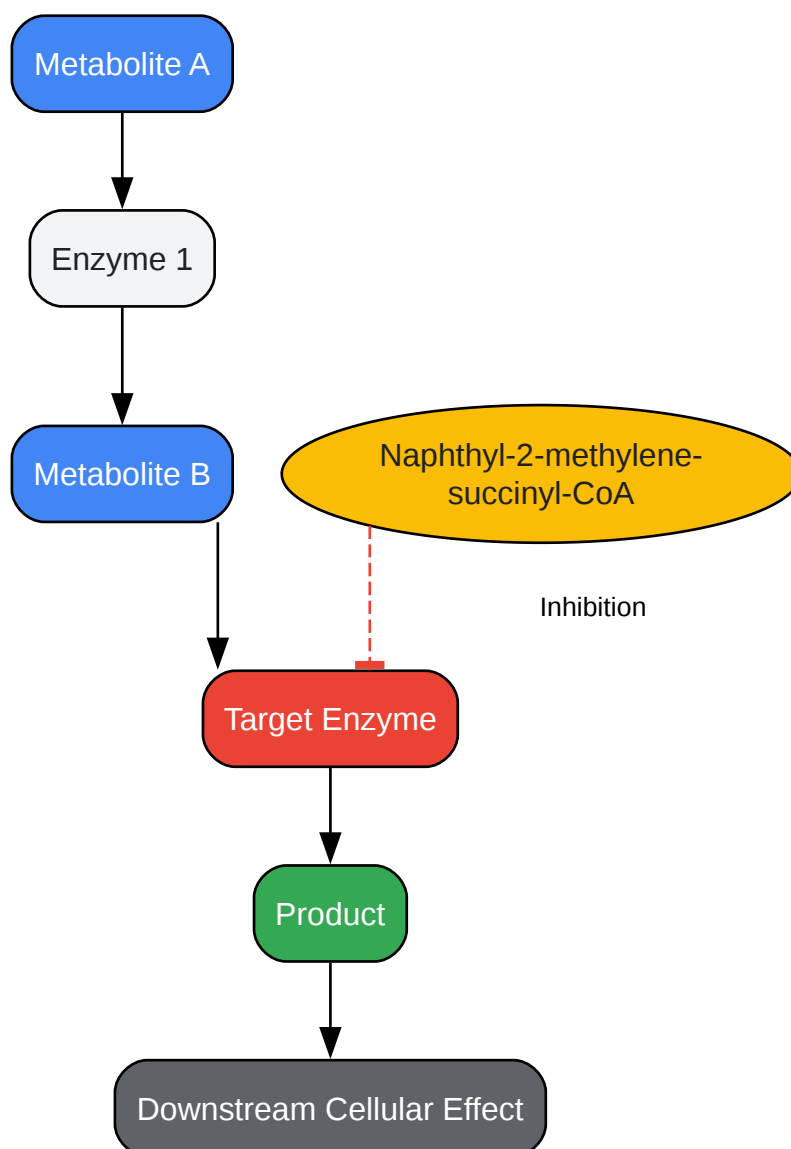 Metabolite A
Enzyme 1
Metabolite B
Naphthyl-2-methylene-
succinyl-CoA
Inhibition
Target Enzyme
Product
Downstream Cellular Effect